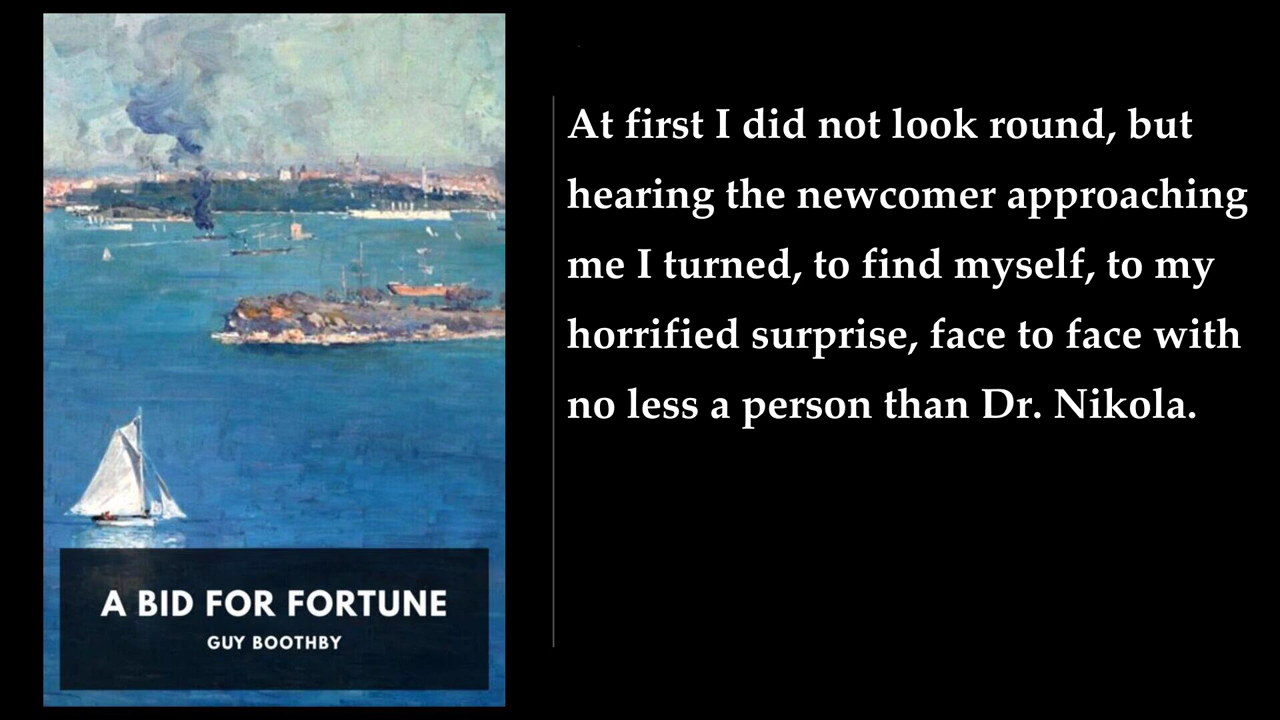 At first I did not look round, but
hearing the newcomer approaching
me I turned, to find myself, to my
horrified surprise, face to face with
no less a person than Dr. Nikola.
A BID FOR FORTUNE
GUY BOOTHBY